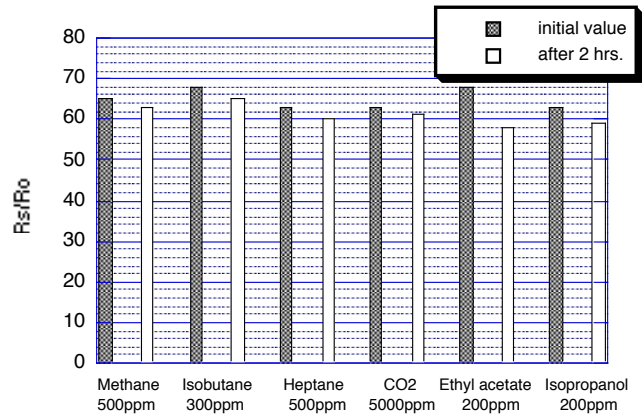 initial value
after 2 hrs.
80
70
60
50
40
30
20
10
0
Rs/Ro
Methane Isobutane Heptane CO2 Ethyl acetate Isopropanol
500ppm 300ppm 500ppm 5000ppm 200ppm 200ppm